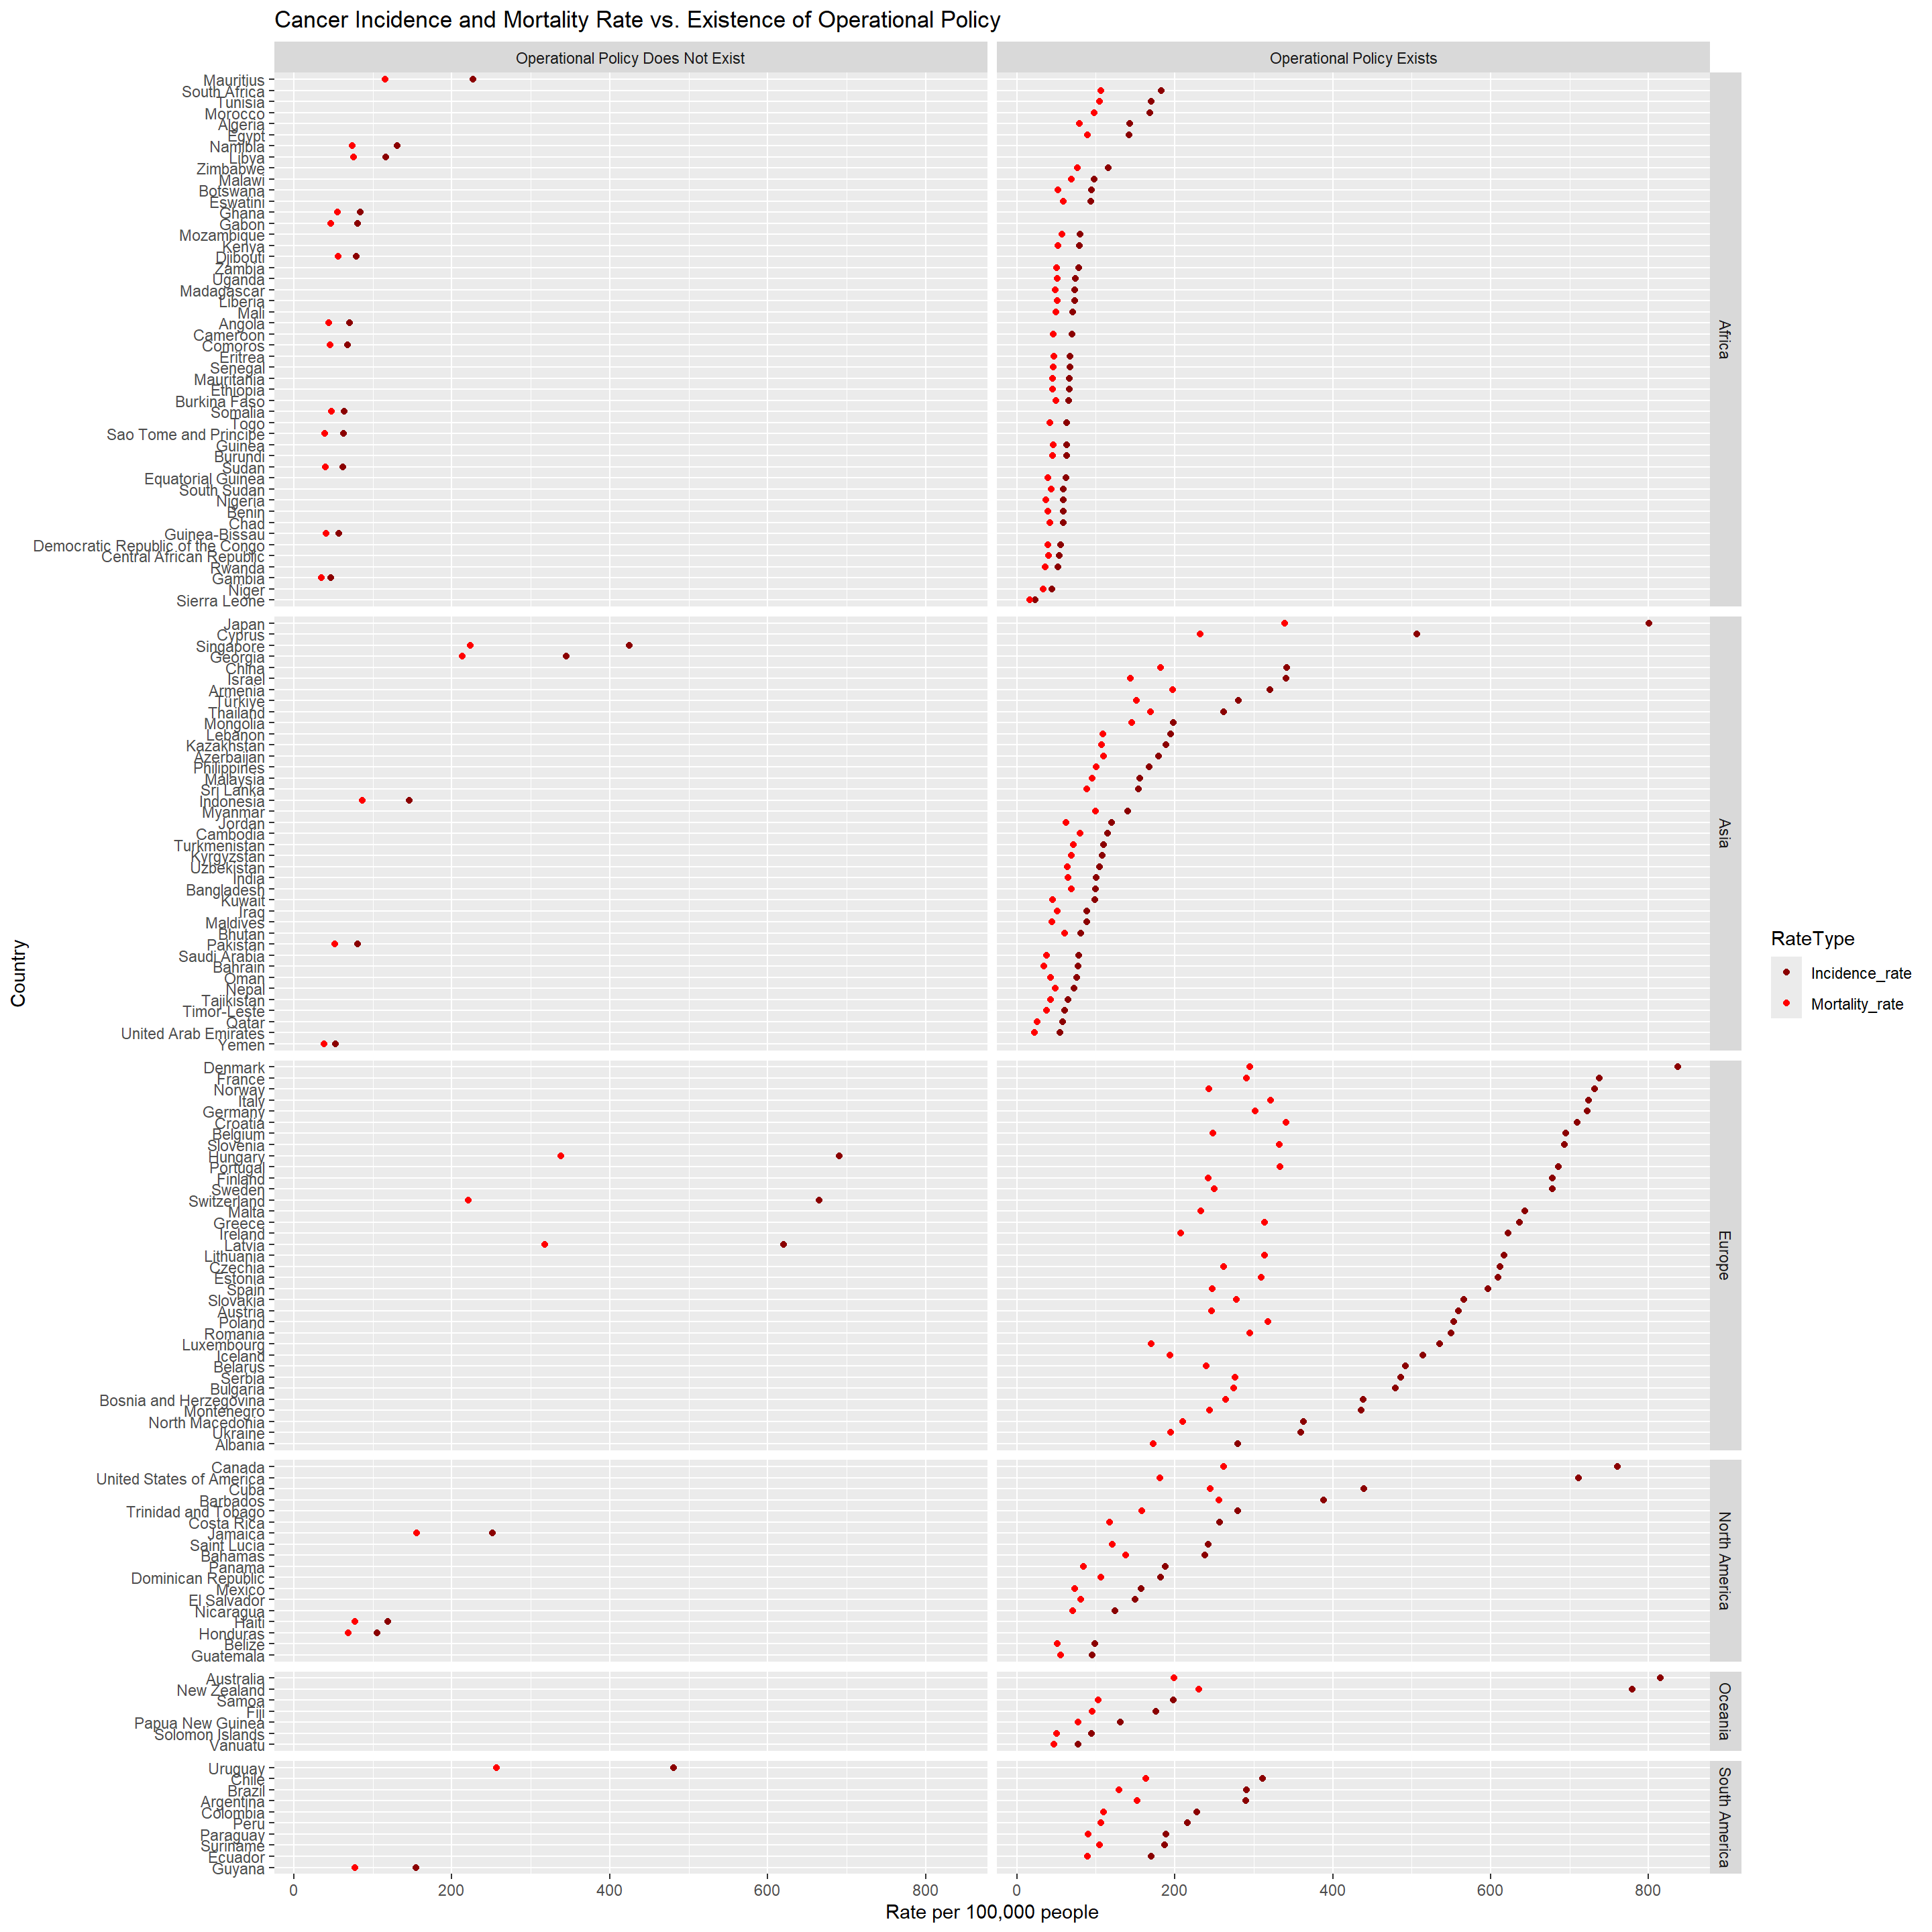 Cancer Incidence and Mortality Rate vs. Existence of Operational Policy
Operational Policy Does Not Exist
Operational Policy Exists
Country
Mauritius
South Africa
Tunisia
Morocco
Algeria
Egypt
Namibia
Libya
Zimbabwe
Malawi
Botswana
Eswatini
Ghana
Gabon
Mozambique
Kenya
Djibouti
Zambia
Uganda
Madagascar
Liberia
Mali
Angola
Cameroon
Comoros
Eritrea
Senegal
Mauritania
Ethiopia
Burkina Faso
Somalia
Togo
Sao Tome and Principe
Guinea
Burundi
Sudan
Equatorial Guinea
South Sudan
Nigeria
Benin
Chad
Guinea-Bissau
Democratic Republic of the Congo
Central African Republic
Rwanda
Gambia
Niger
Sierra Leone
Africa
Japan
Cyprus
Singapore
Georgia
China
Israel
Armenia
Türkiye
Thailand
Mongolia
Lebanon
Kazakhstan
Azerbaijan
Philippines
Malaysia
Sri Lanka
Indonesia
Myanmar
Jordan
Cambodia
Turkmenistan
Kyrgyzstan
Uzbekistan
India
Bangladesh
Kuwait
Iraq
Maldives
Bhutan
Pakistan
Saudi Arabia
Bahrain
Oman
Nepal
Tajikistan
Timor-Leste
Qatar
United Arab Emirates
Yemen
Asia
Denmark
France
Norway
Italy
Germany
Croatia
Belgium
Slovenia
Hungary
Portugal
Finland
Sweden
Switzerland
Malta
Greece
Ireland
Latvia
Lithuania
Czechia
Estonia
Spain
Slovakia
Austria
Poland
Romania
Luxembourg
Iceland
Belarus
Serbia
Bulgaria
Bosnia and Herzegovina
Montenegro
North Macedonia
Ukraine
Albania
Europe
Canada
United States of America
Cuba
Barbados
Trinidad and Tobago
Costa Rica
Jamaica
Saint Lucia
Bahamas
Panama
Dominican Republic
Mexico
El Salvador
Nicaragua
Haiti
Honduras
Belize
Guatemala
North America
Australia
New Zealand
Samoa
Fiji
Papua New Guinea
Solomon Islands
Vanuatu
Oceania
Uruguay
Chile
Brazil
Argentina
Colombia
Peru
Paraguay
Suriname
Ecuador
Guyana
South America
0 200 400 600 800
0 200 400 600 800
Rate per 100,000 people
RateType
Incidence_rate
Mortality_rate